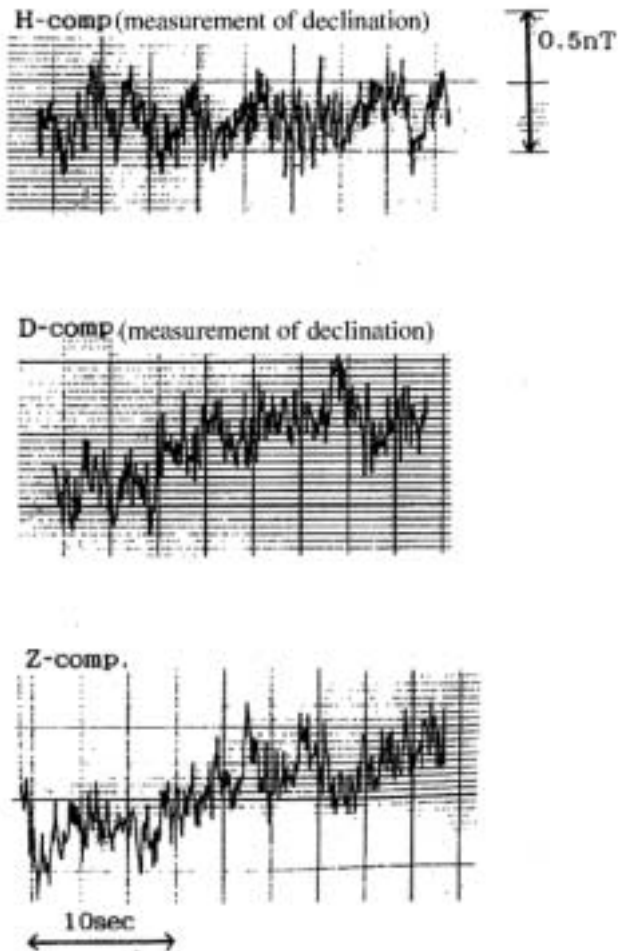 H-comp (measurement of declination)
0.5nT
D-comp (measurement of declination)
Z-comp.
10sec